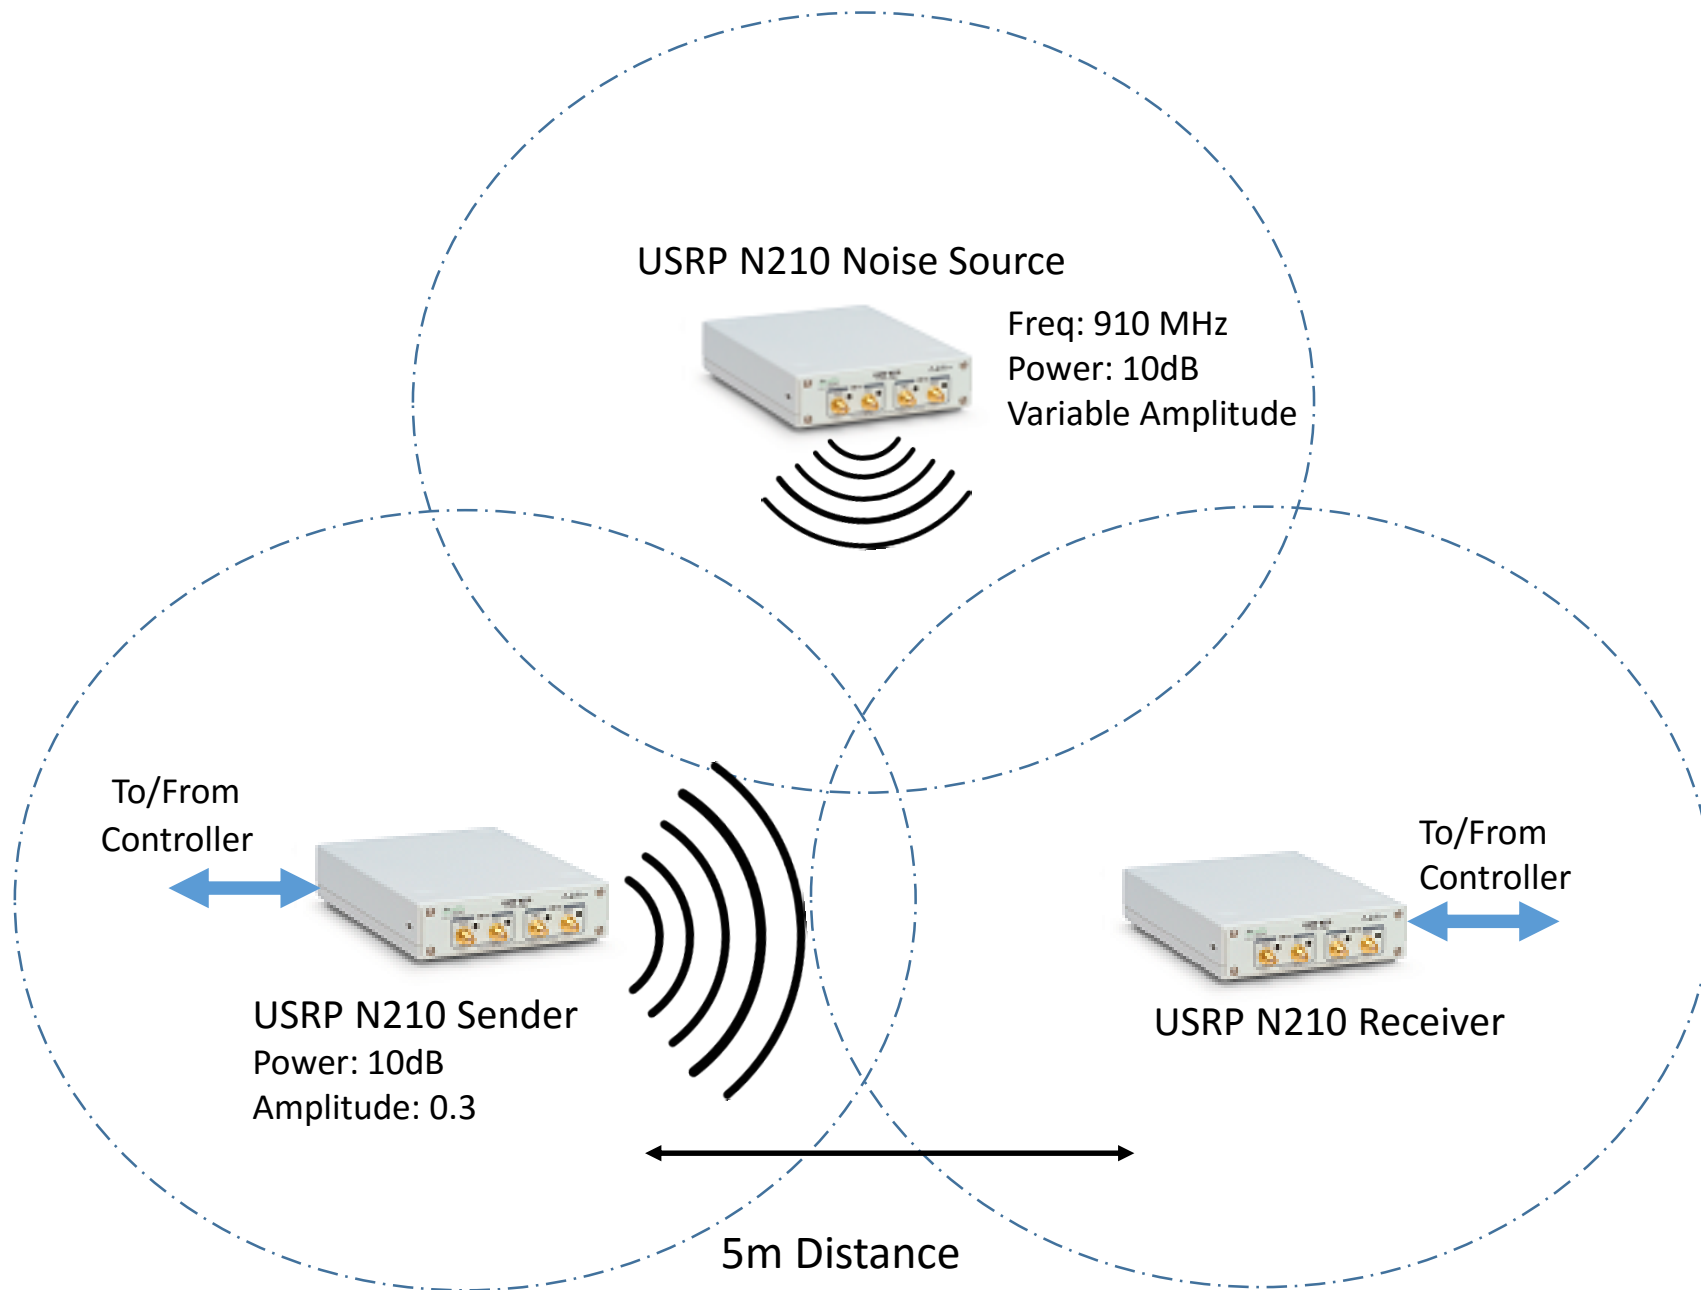 USRP N210 Noise Source
Freq: 910 MHz
Power: 10dB
Variable Amplitude
To/From
Controller
To/From
Controller
USRP N210 Sender
Power: 10dB
Amplitude: 0.3
USRP N210 Receiver
5m Distance